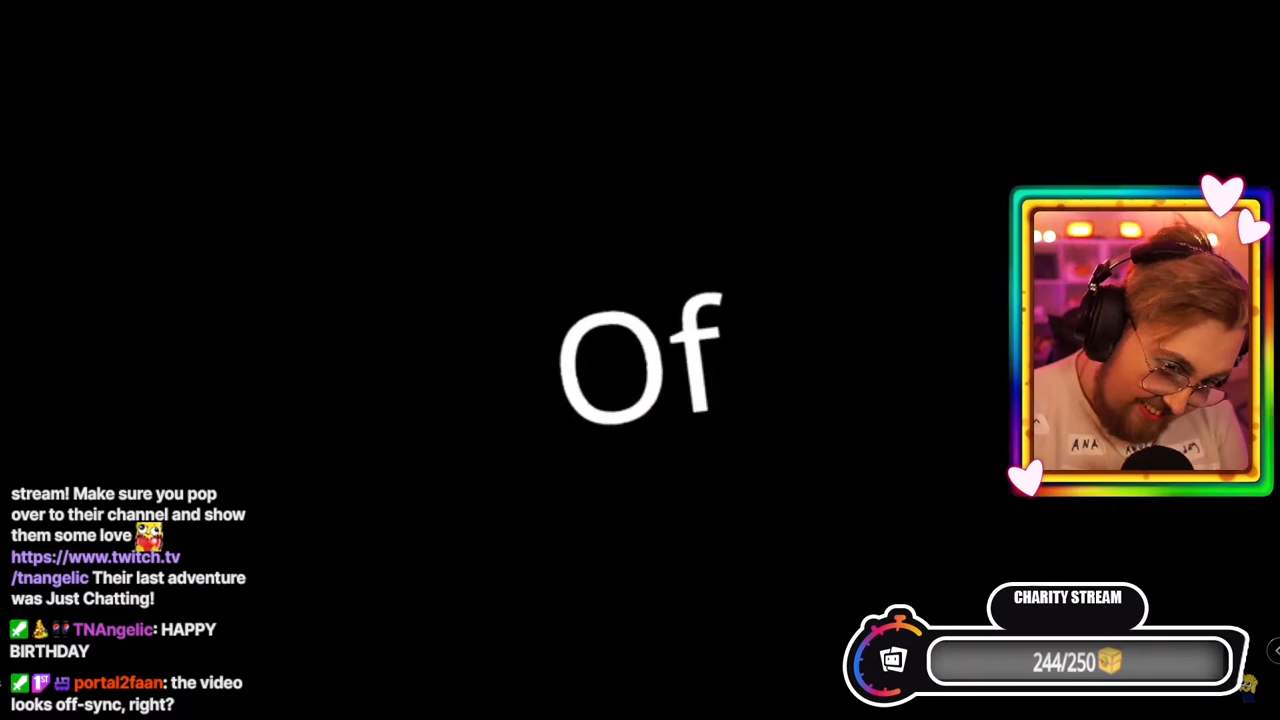 Of
stream! Make sure you pop
over to their channel and show
them some love
https://www.twitch.tv
/tnangelic Their last adventure
was Just Chatting!
TNAngelic: HAPPY
BIRTHDAY
portal2faan: the video
looks off-sync, right?
ANA
CHARITY STREAM
244/250